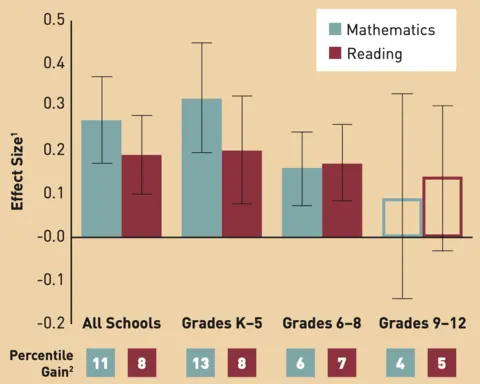 0.5
0.4
0.3
0.2
0.1
-0.0
-0.1
-0.2
Effect Size¹
Mathematics
Reading
All Schools Grades K–5 Grades 6–8 Grades 9–12
Percentile
Gain²
11 8 13 8 6 7 4 5